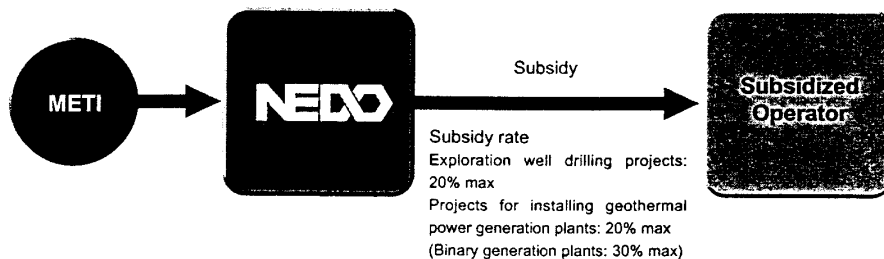 METI
NEDO
Subsidy
Subsidized
Operator
Subsidy rate
Exploration well drilling projects:
20% max
Projects for installing geothermal
power generation plants: 20% max
(Binary generation plants: 30% max)